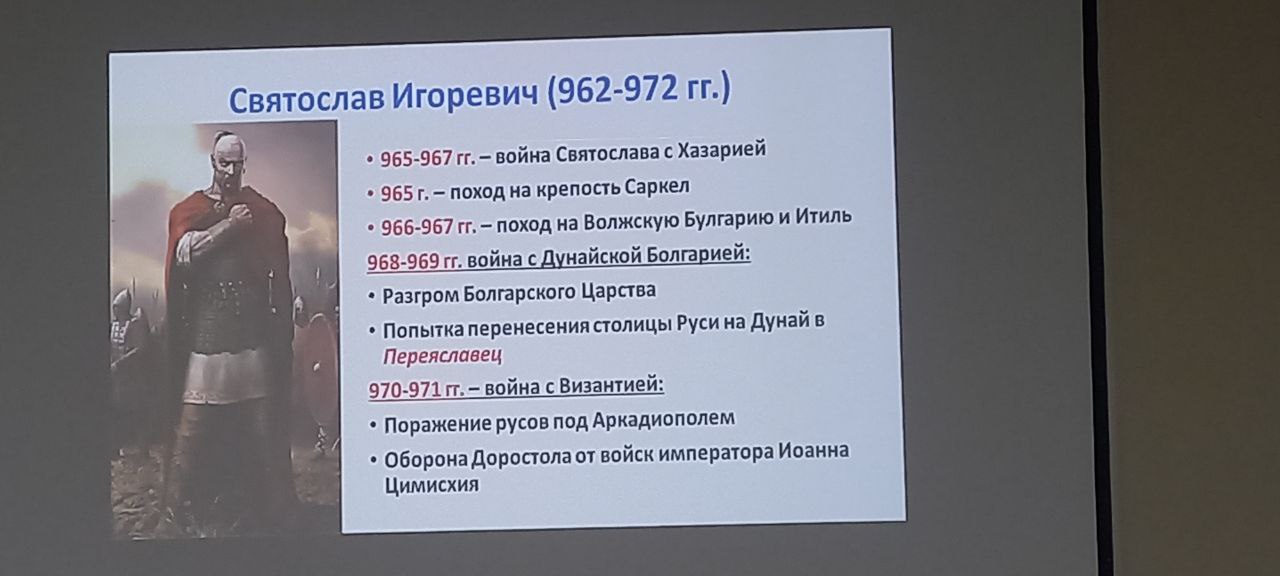 Святослав Игоревич (962-972 гг.)
• 965-967 гг. – война Святослава с Хазарией
• 965 г. – поход на крепость Саркел
• 966-967 гг. – поход на Волжскую Булгарию и Итиль
968-969 гг. война с Дунайской Болгарией:
• Разгром Болгарского Царства
• Попытка перенесения столицы Руси на Дунай в
Переяславец
970-971 гг. – война с Византией:
• Поражение русов под Аркадиополем
• Оборона Доростола от войск императора Иоанна
Цимисхия